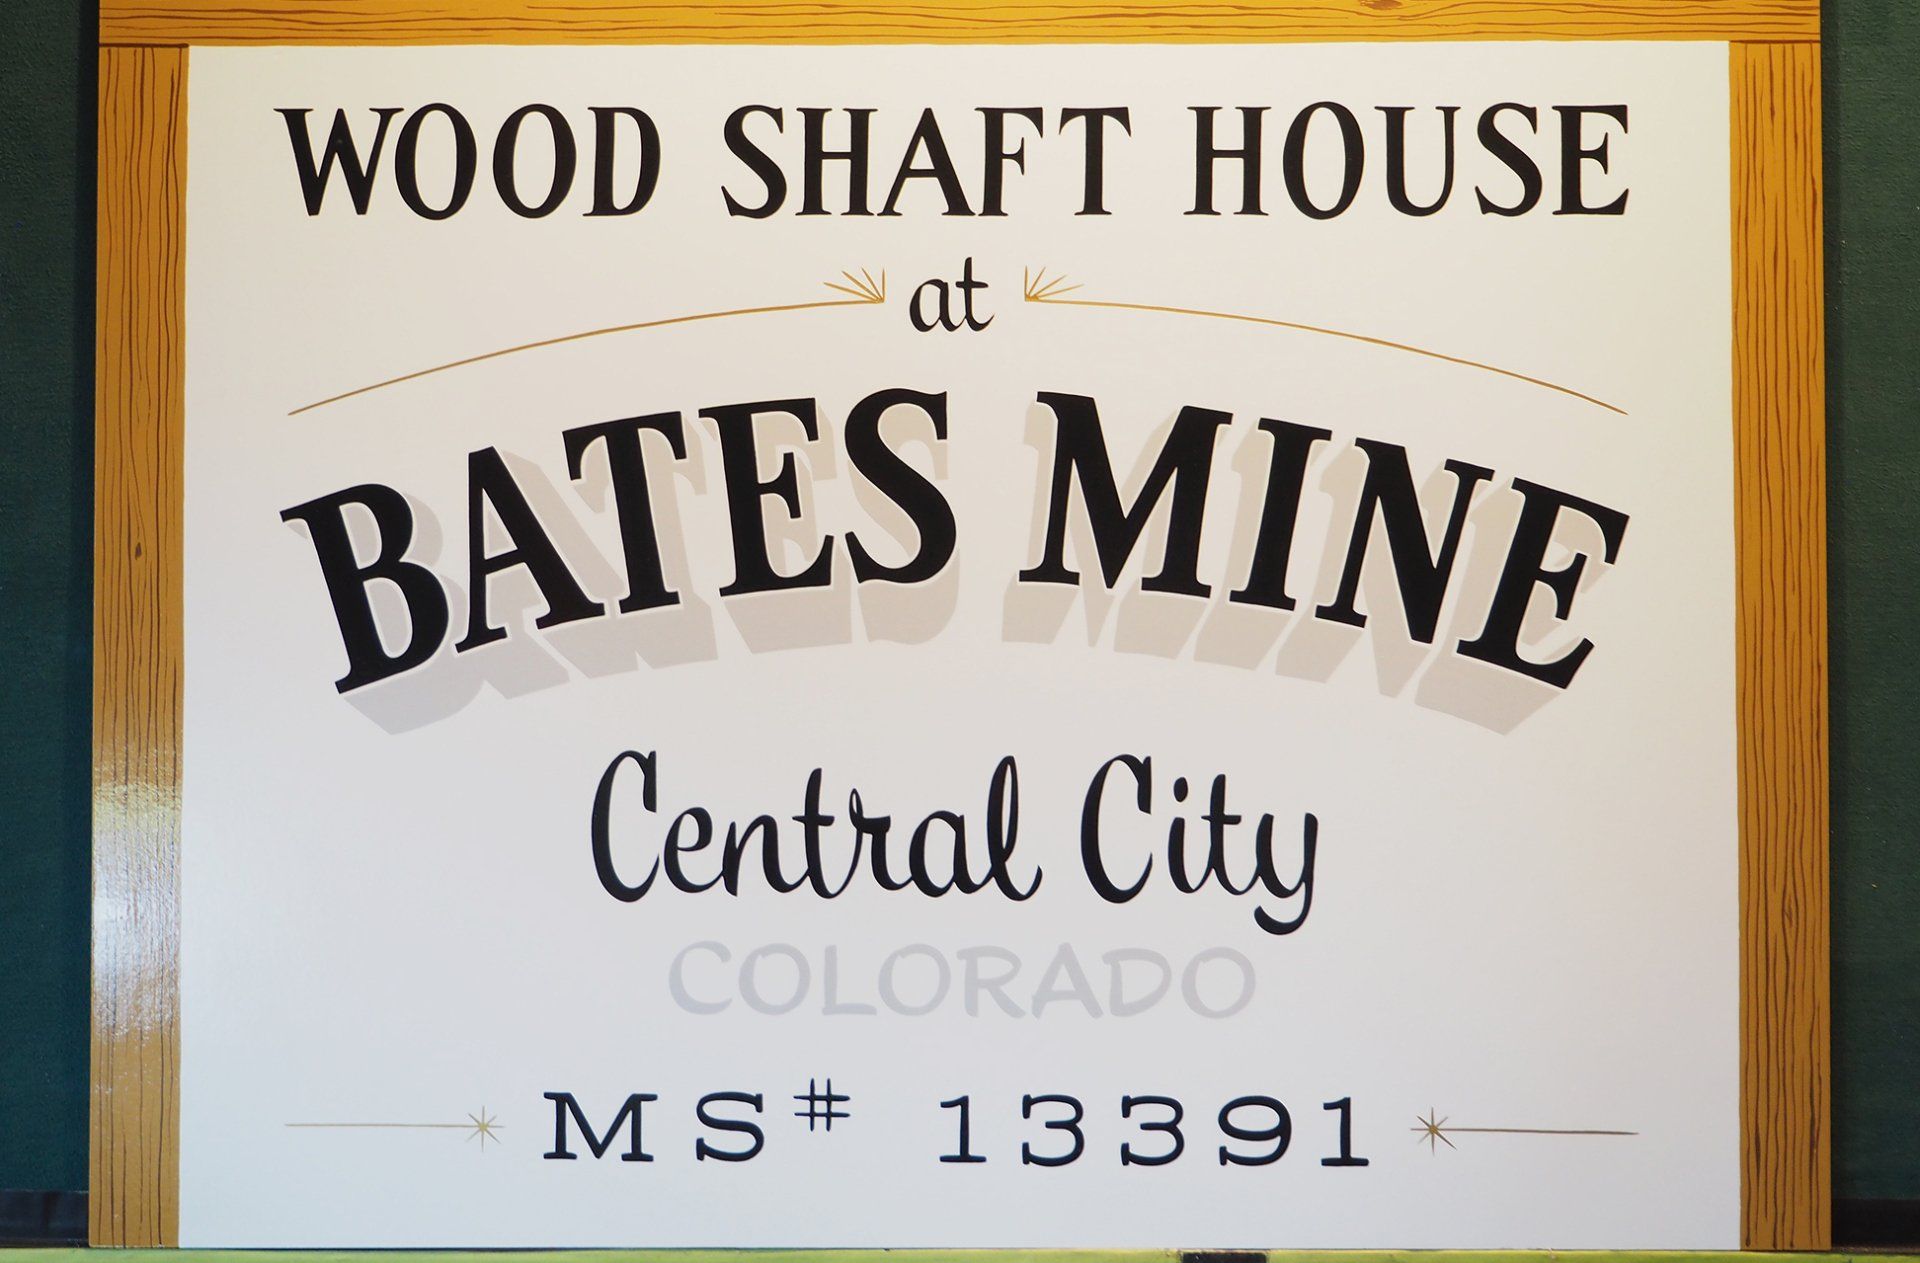 WOOD SHAFT HOUSE
at
BATES MINE
Central City
COLORADO
MS# 13391